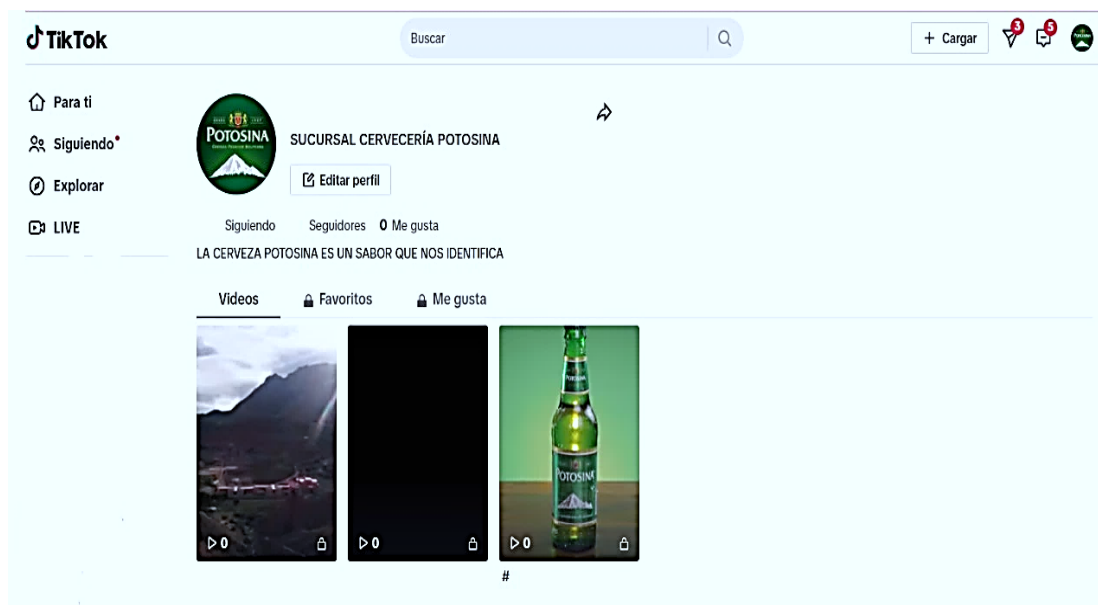 TikTok
Buscar
+ Cargar
3
5
Para ti
Siguiendo
Explorar
LIVE
POTOSINA
SUCURSAL CERVECERÍA POTOSINA
Editar perfil
Siguiendo Seguidores 0 Me gusta
LA CERVEZA POTOSINA ES UN SABOR QUE NOS IDENTIFICA
Videos Favoritos Me gusta
POTOSINA
0 0 0
#